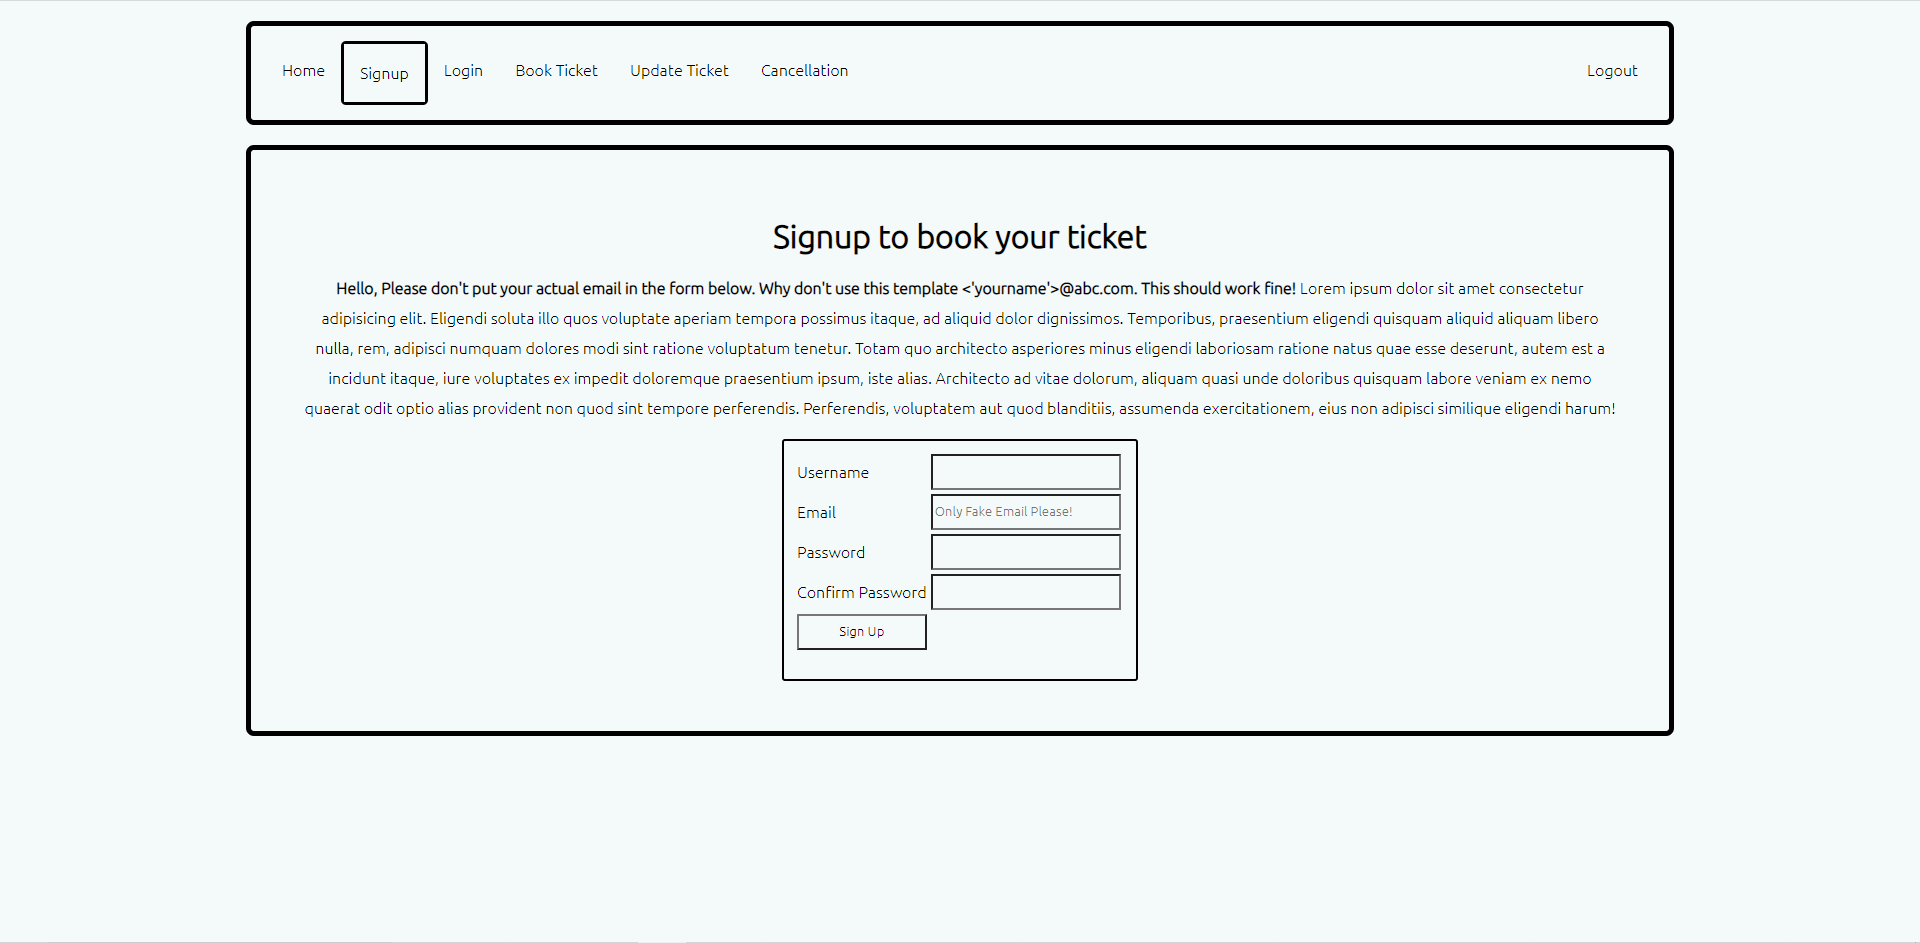 Home Signup Login Book Ticket Update Ticket Cancellation Logout
Signup to book your ticket
Hello, Please don't put your actual email in the form below. Why don't use this template <'yourname'>@abc.com. This should work fine! Lorem ipsum dolor sit amet consectetur
adipisicing elit. Eligendi soluta illo quos voluptate aperiam tempora possimus itaque, ad aliquid dolor dignissimos. Temporibus, praesentium eligendi quisquam aliquid aliquam libero
nulla, rem, adipisci numquam dolores modi sint ratione voluptatum tenetur. Totam quo architecto asperiores minus eligendi laboriosam ratione natus quae esse deserunt, autem est a
incidunt itaque, iure voluptates ex impedit doloremque praesentium ipsum, iste alias. Architecto ad vitae dolorum, aliquam quasi unde doloribus quisquam labore veniam ex nemo
quaerat odit optio alias provident non quod sint tempore perferendis. Perferendis, voluptatem aut quod blanditiis, assumenda exercitationem, eius non adipisci similique eligendi harum!
Username
Email Only Fake Email Please!
Password
Confirm Password
Sign Up